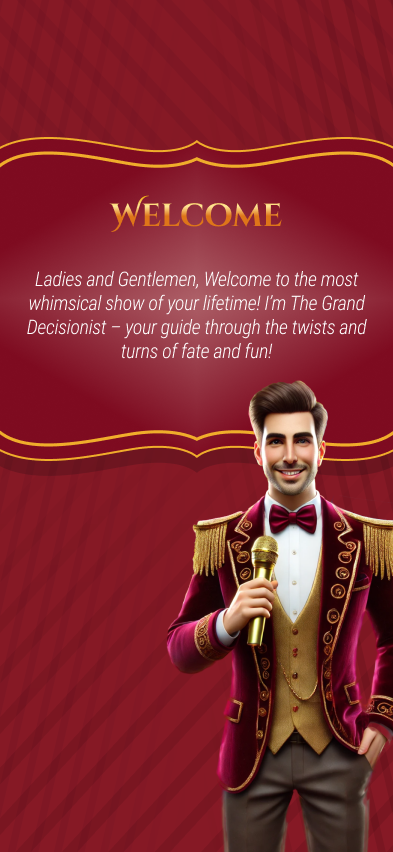 Welcome
Ladies and Gentlemen, Welcome to the most
whimsical show of your lifetime! I'm The Grand
Decisionist – your guide through the twists and
turns of fate and fun!